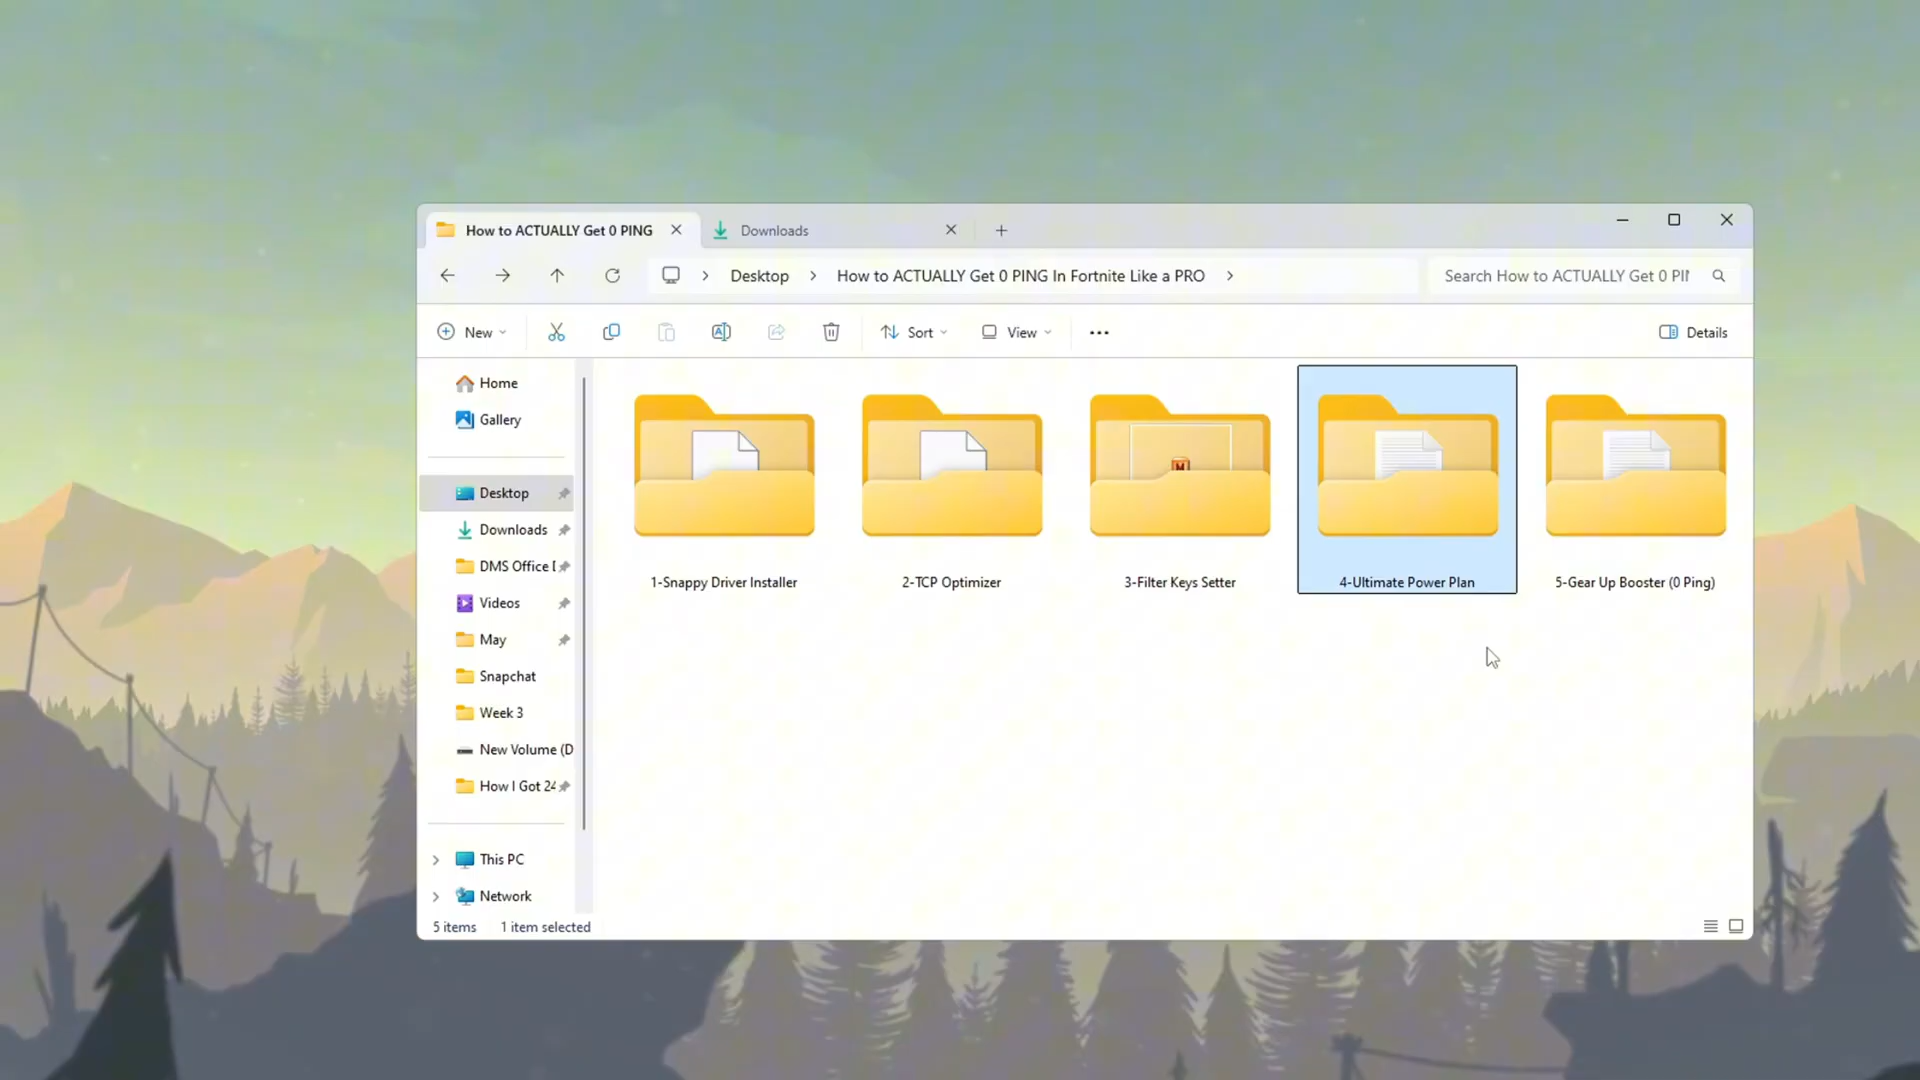 How to ACTUALLY Get 0 PING
Downloads
Desktop
How to ACTUALLY Get 0 PING In Fortnite Like a PRO
Search How to ACTUALLY Get 0 PII
New
Sort
View
Details
Home
Gallery
Desktop
Downloads
DMS Office D
Videos
May
Snapchat
Week 3
New Volume (D
How I Got 24
This PC
Network
1-Snappy Driver Installer
2-TCP Optimizer
3-Filter Keys Setter
4-Ultimate Power Plan
5-Gear Up Booster (0 Ping)
5 items
1 item selected